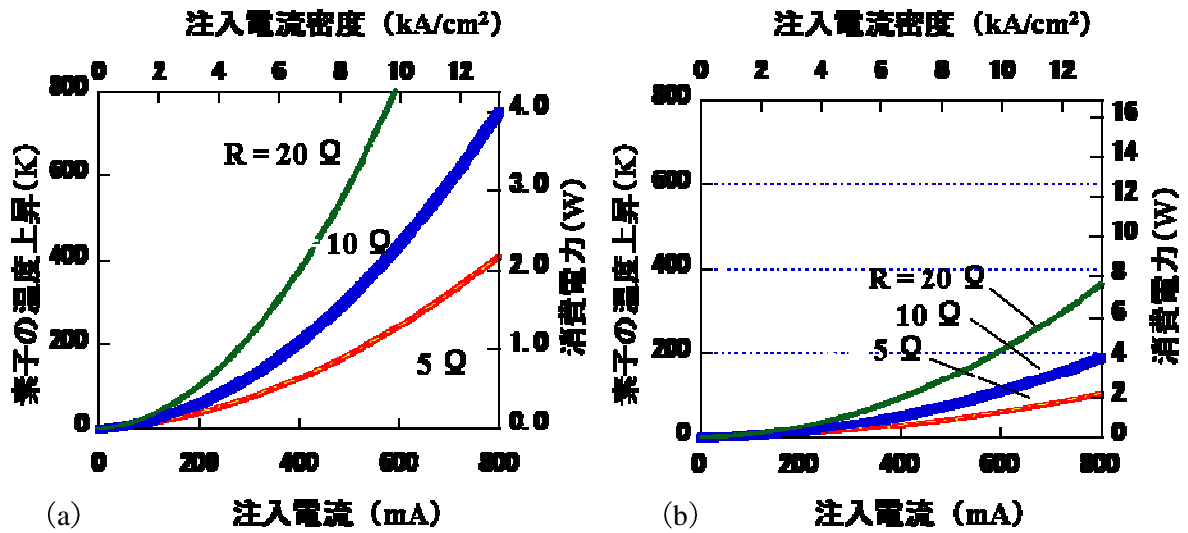 注入電流密度（kA/cm²）
0 2 4 6 8 10 12
800
600
400
200
0
素子の温度上昇(K)
R = 20 Ω
10 Ω
5 Ω
4.0
3.0
2.0
1.0
0.0
消費電力(W)
0 200 400 600 800
(a) 注入電流（mA）
注入電流密度（kA/cm²）
0 2 4 6 8 10 12
800
600
400
200
0
素子の温度上昇(K)
R = 20 Ω
10 Ω
5 Ω
16
14
12
10
8
6
4
2
0
消費電力(W)
0 200 400 600 800
(b) 注入電流（mA）